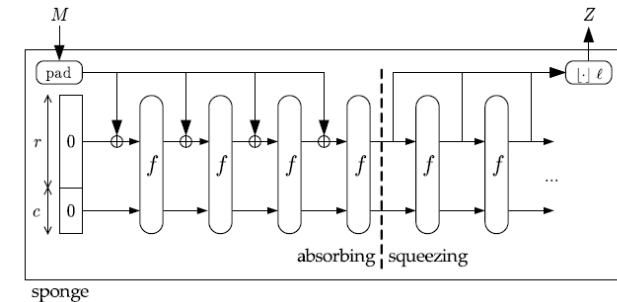 M Z
pad ⌊·⌋ ℓ
r 0 f f f f f f
...
c 0
absorbing squeezing
sponge